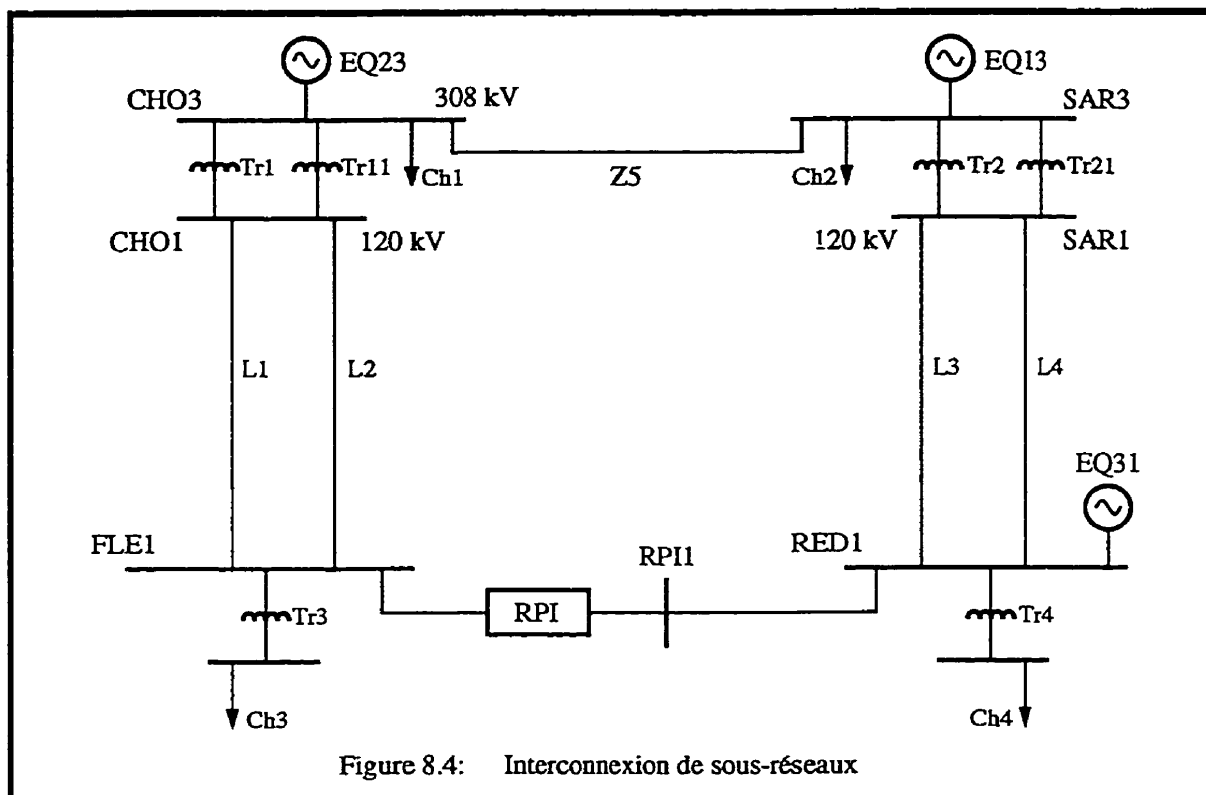 EQ23
EQ13
CHO3
308 kV
SAR3
Tr1
Tr11
Ch1
Z5
Ch2
Tr2
Tr21
CHO1
120 kV
120 kV
SAR1
L1
L2
L3
L4
EQ31
FLE1
RPI1
RED1
RPI
Tr3
Tr4
Ch3
Ch4
Figure 8.4: Interconnexion de sous-réseaux